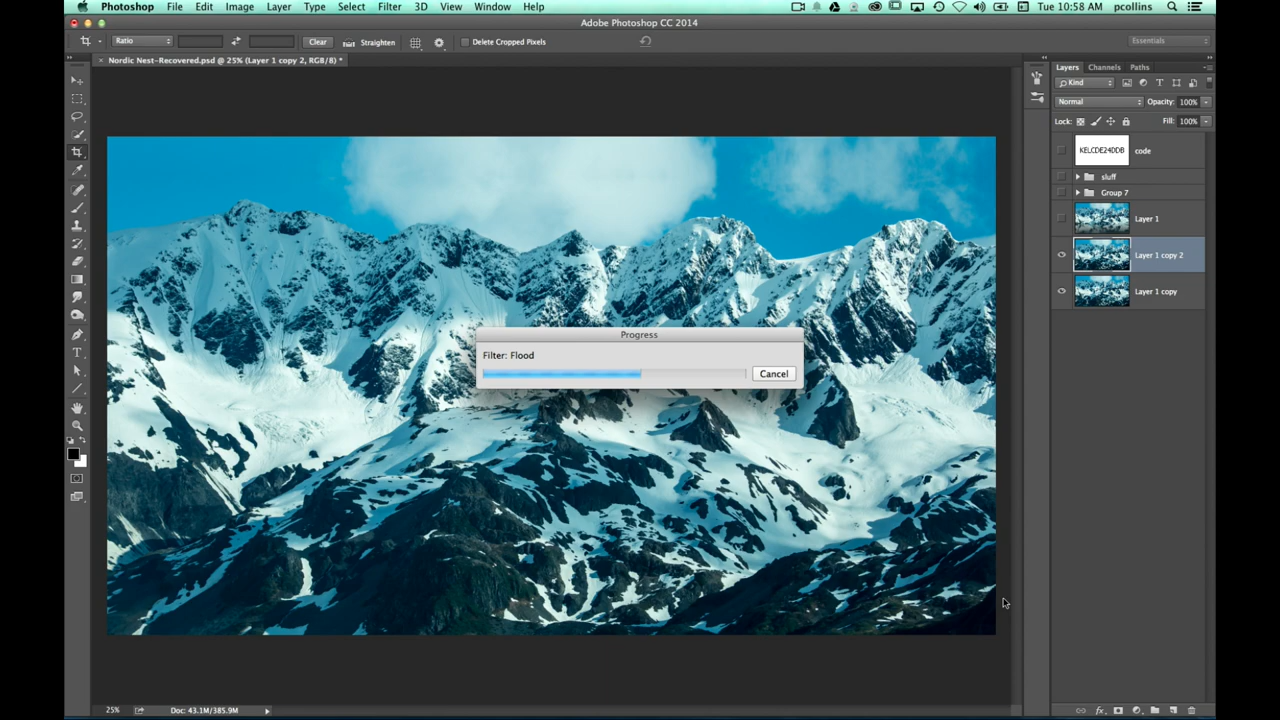 Photoshop File Edit Image Layer Type Select Filter 3D View Window Help Tue 10:58 AM pcollins
Adobe Photoshop CC 2014
Ratio Clear Straighten Delete Cropped Pixels Essentials
× Nordic Nest-Recovered.psd @ 25% (Layer 1 copy 2, RGB/8) *
Layers Channels Paths
Kind
Normal Opacity: 100%
Lock: Fill: 100%
KELCDE24DDB code
sluff
Group 7
Layer 1
Layer 1 copy 2
Layer 1 copy
Progress
Filter: Flood
Cancel
25% Doc: 43.1M/385.9M